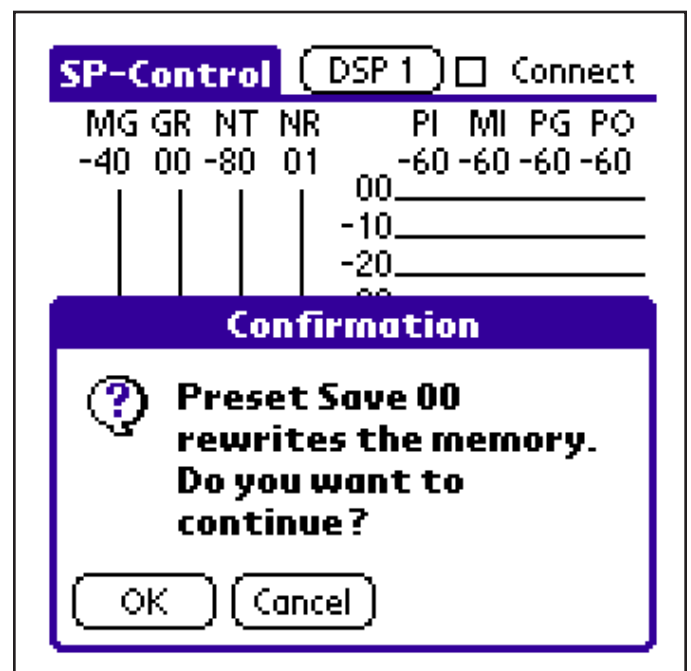 SP-Control DSP 1 Connect
MG GR NT NR PI MI PG PO
-40 00 -80 01 -60 -60 -60 -60
00
-10
-20
Confirmation
Preset Save 00
rewrites the memory.
Do you want to
continue?
OK Cancel